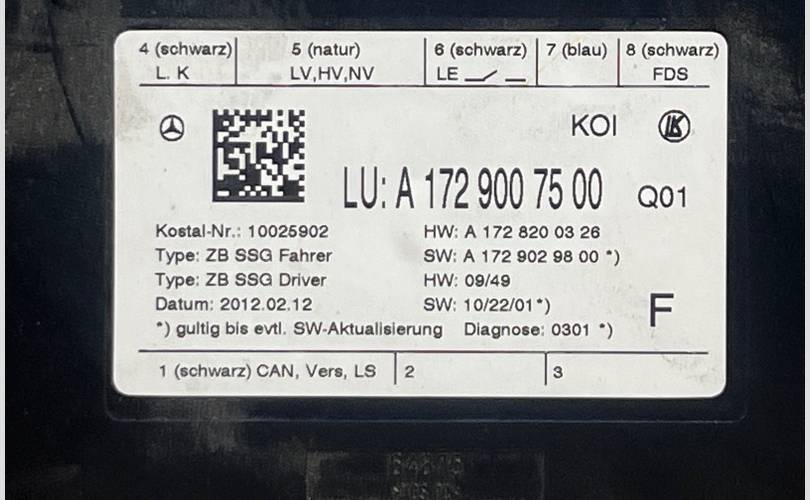 4 (schwarz) 5 (natur) 6 (schwarz) 7 (blau) 8 (schwarz)
L. K LV,HV,NV LE FDS
KOI
LU: A 172 900 75 00 Q01
Kostal-Nr.: 10025902 HW: A 172 820 03 26
Type: ZB SSG Fahrer SW: A 172 902 98 00 *)
Type: ZB SSG Driver HW: 09/49
Datum: 2012.02.12 SW: 10/22/01*)
F
*) gultig bis evtl. SW-Aktualisierung Diagnose: 0301 *)
1 (schwarz) CAN, Vers, LS 2 3